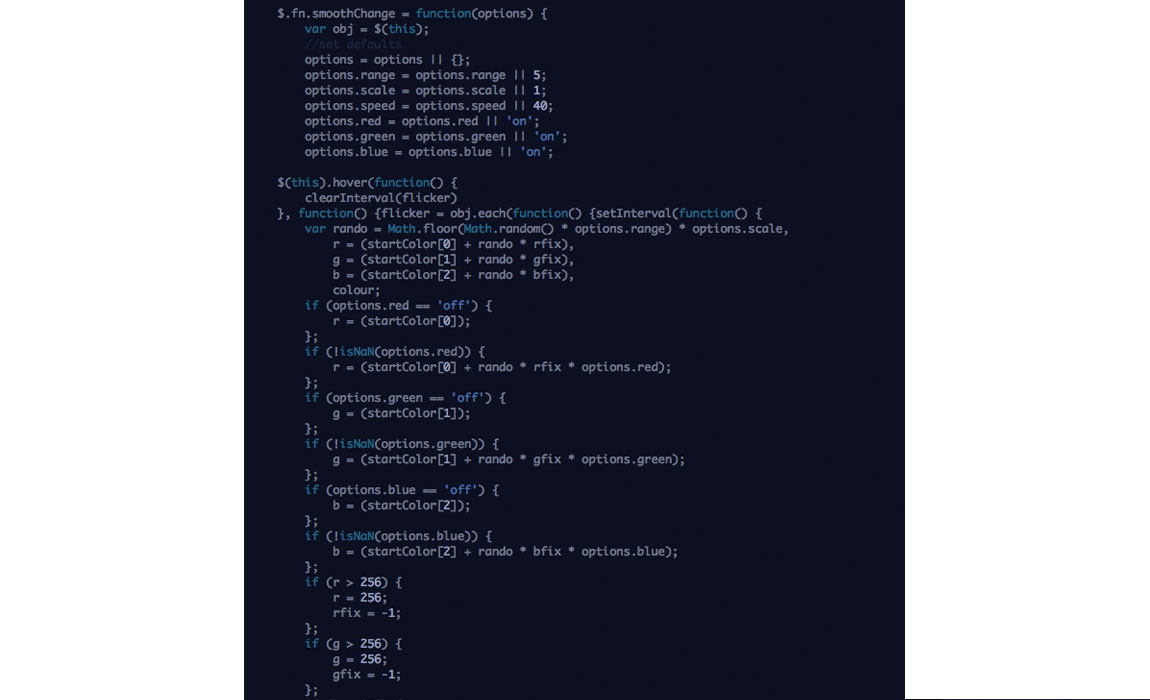 $.fn.smoothChange = function(options) {
var obj = $(this);
//set defaults
options = options || {};
options.range = options.range || 5;
options.scale = options.scale || 1;
options.speed = options.speed || 40;
options.red = options.red || 'on';
options.green = options.green || 'on';
options.blue = options.blue || 'on';
$(this).hover(function() {
clearInterval(flicker)
}, function() {flicker = obj.each(function() {setInterval(function() {
var rando = Math.floor(Math.random() * options.range) * options.scale,
r = (startColor[0] + rando * rfix),
g = (startColor[1] + rando * gfix),
b = (startColor[2] + rando * bfix),
colour;
if (options.red == 'off') {
r = (startColor[0]);
};
if (!isNaN(options.red)) {
r = (startColor[0] + rando * rfix * options.red);
};
if (options.green == 'off') {
g = (startColor[1]);
};
if (!isNaN(options.green)) {
g = (startColor[1] + rando * gfix * options.green);
};
if (options.blue == 'off') {
b = (startColor[2]);
};
if (!isNaN(options.blue)) {
b = (startColor[2] + rando * bfix * options.blue);
};
if (r > 256) {
r = 256;
rfix = -1;
};
if (g > 256) {
g = 256;
gfix = -1;
};